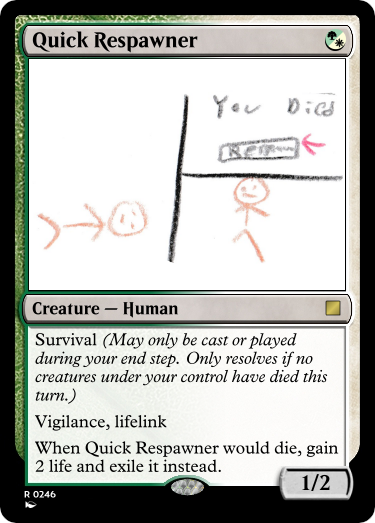 Quick Respawner
You Died
Creature — Human
Survival (May only be cast or played
during your end step. Only resolves if no
creatures under your control have died this
turn.)
Vigilance, lifelink
When Quick Respawner would die, gain
2 life and exile it instead.
1/2
R 0246